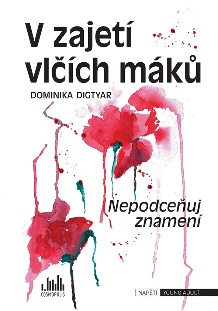 V zajetí
vlčích máků
DOMINIKA DIGTYAR
Nepodceňuj
znamení
COSMOPOLIS
NAPĚTÍ YOUNG ADULT